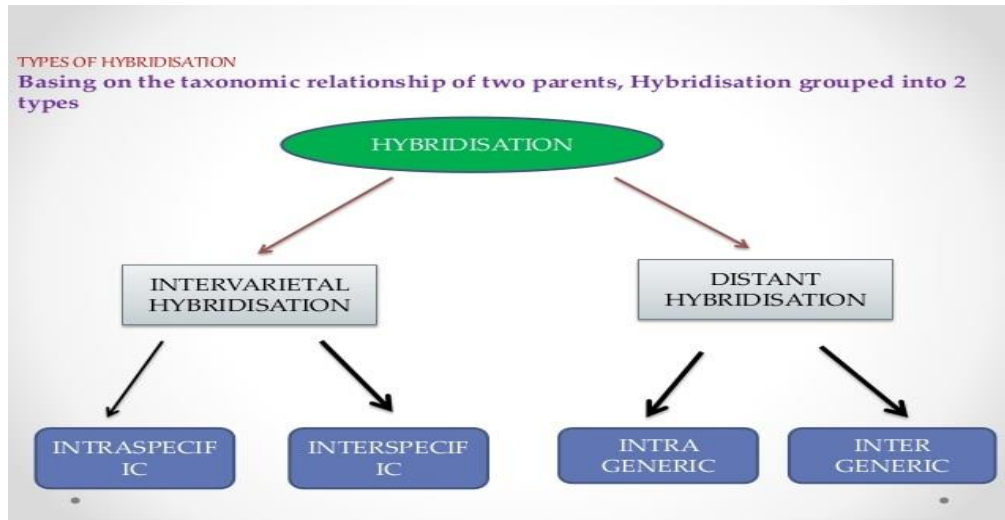 TYPES OF HYBRIDISATION
Basing on the taxonomic relationship of two parents, Hybridisation grouped into 2
types
HYBRIDISATION
INTERVARIETAL
HYBRIDISATION
DISTANT
HYBRIDISATION
INTRASPECIF
IC
INTERSPECIF
IC
INTRA
GENERIC
INTER
GENERIC